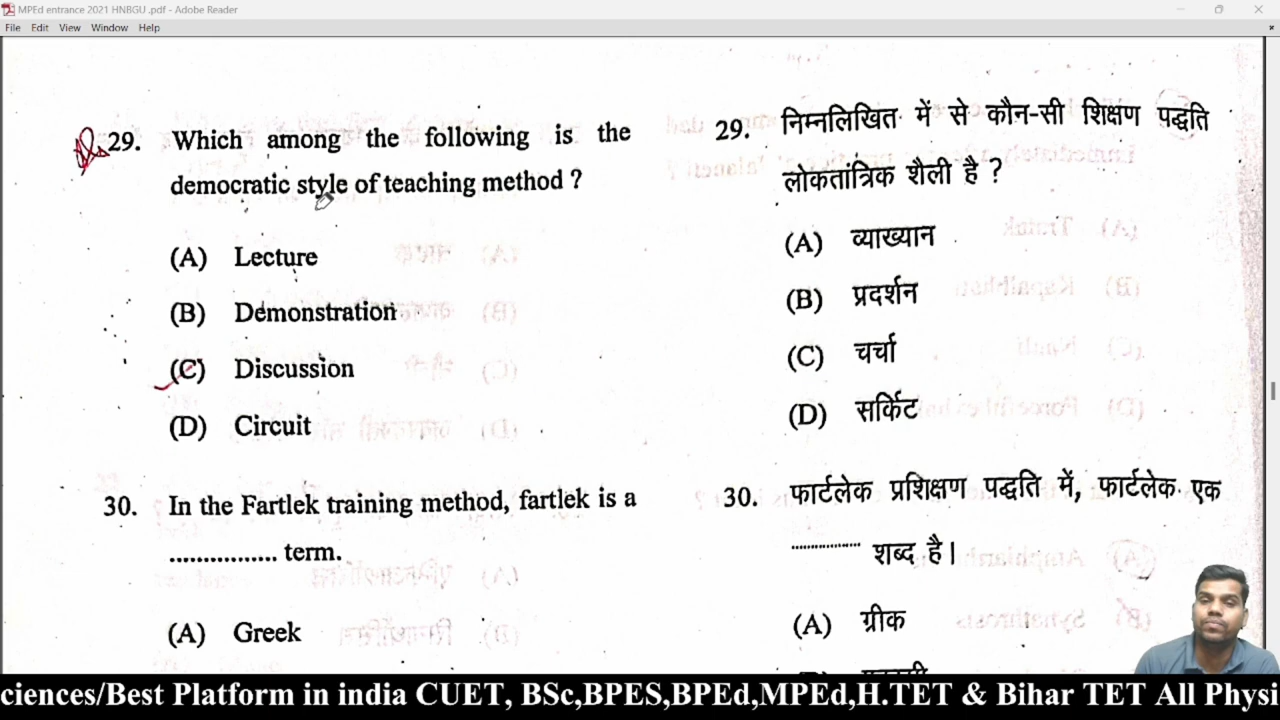 MPEd entrance 2021 HNBGU .pdf - Adobe Reader
File Edit View Window Help
29. Which among the following is the
democratic style of teaching method ?
(A) Lecture
(B) Demonstration
(C) Discussion
(D) Circuit
30. In the Fartlek training method, fartlek is a
................ term.
(A) Greek
29. निम्नलिखित में से कौन-सी शिक्षण पद्धति
लोकतांत्रिक शैली है ?
(A) व्याख्यान
(B) प्रदर्शन
(C) चर्चा
(D) सर्किट
30. फार्टलेक प्रशिक्षण पद्धति में, फार्टलेक एक
................ शब्द है।
(A) ग्रीक
ciences/Best Platform in india CUET, BSc,BPES,BPEd,MPEd,H.TET & Bihar TET All Physi